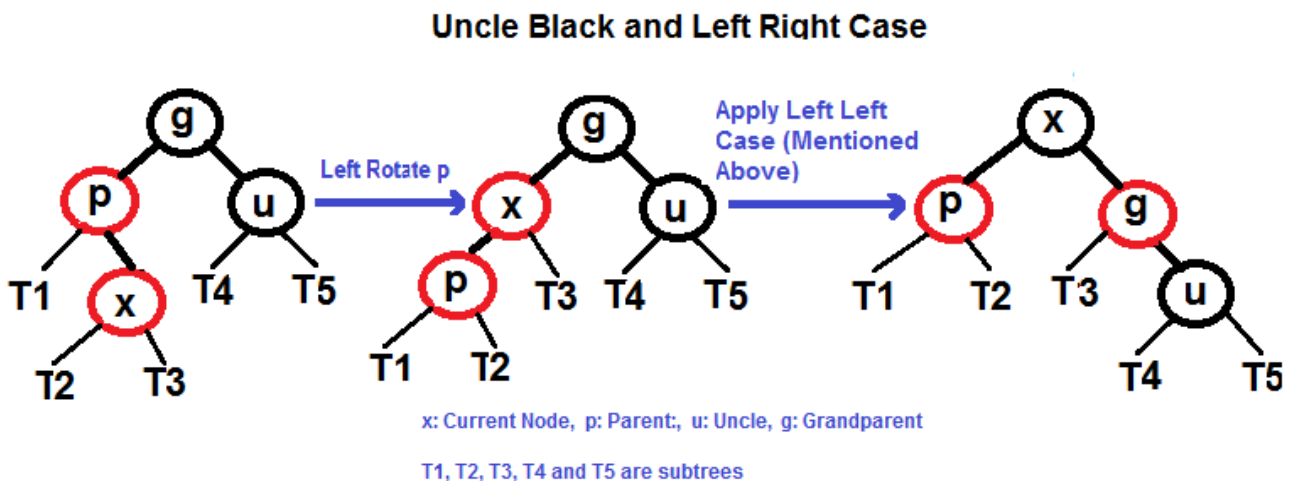 Uncle Black and Left Right Case
g
p
u
T1
x
T4
T5
T2
T3
Left Rotate p
g
x
u
p
T3
T4
T5
T1
T2
Apply Left Left
Case (Mentioned
Above)
x
p
g
T1
T2
T3
u
T4
T5
x: Current Node, p: Parent:, u: Uncle, g: Grandparent
T1, T2, T3, T4 and T5 are subtrees